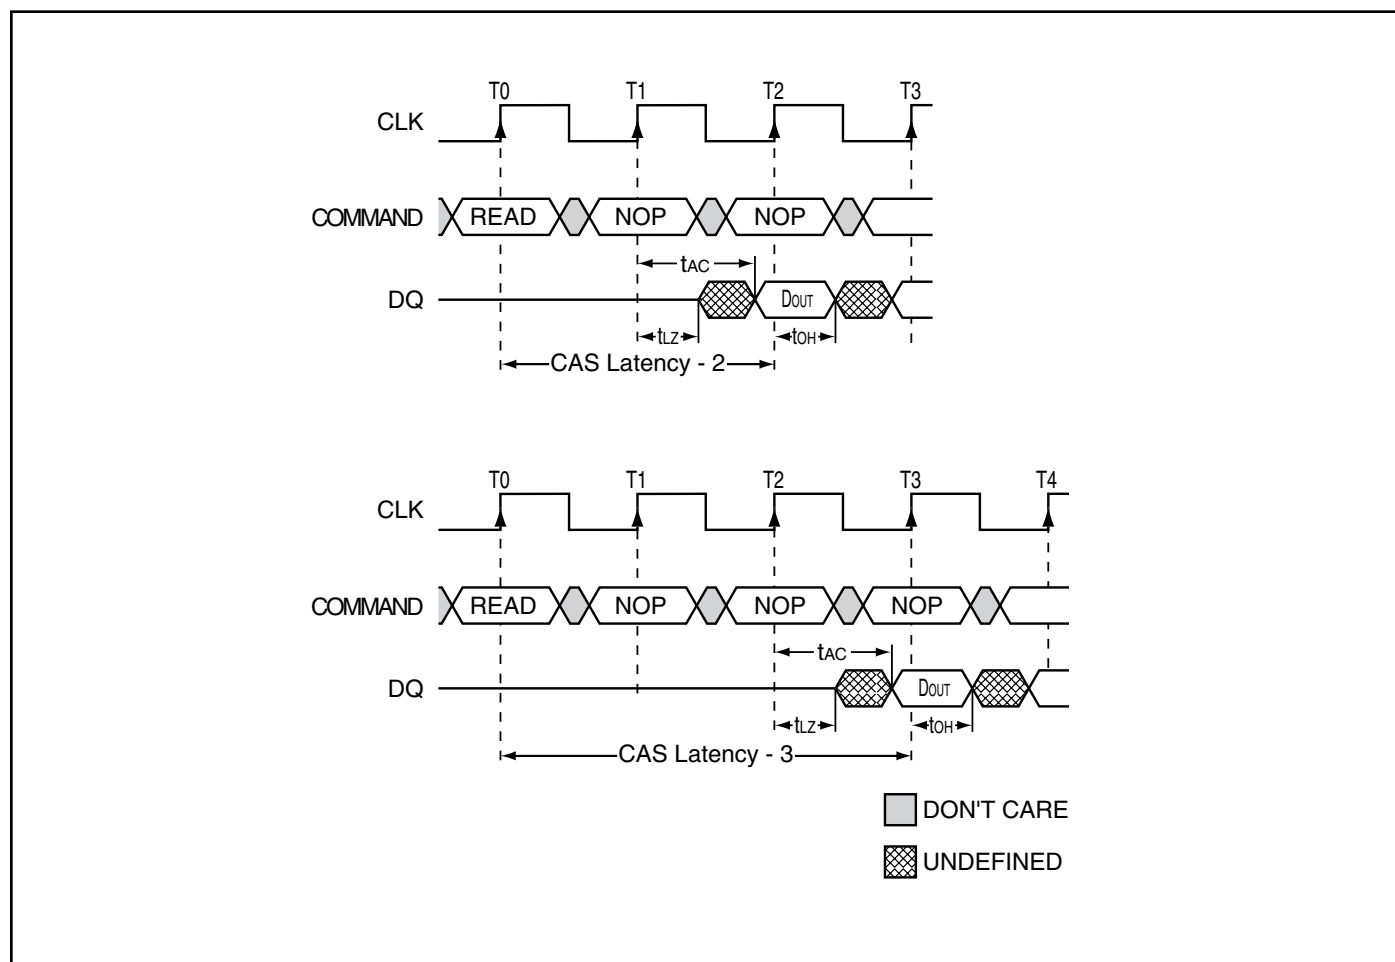 T0 T1 T2 T3
CLK
COMMAND READ NOP NOP
tAC
DQ DOUT
tLZ tOH
CAS Latency - 2
T0 T1 T2 T3 T4
CLK
COMMAND READ NOP NOP NOP
tAC
DQ DOUT
tLZ tOH
CAS Latency - 3
DON'T CARE
UNDEFINED